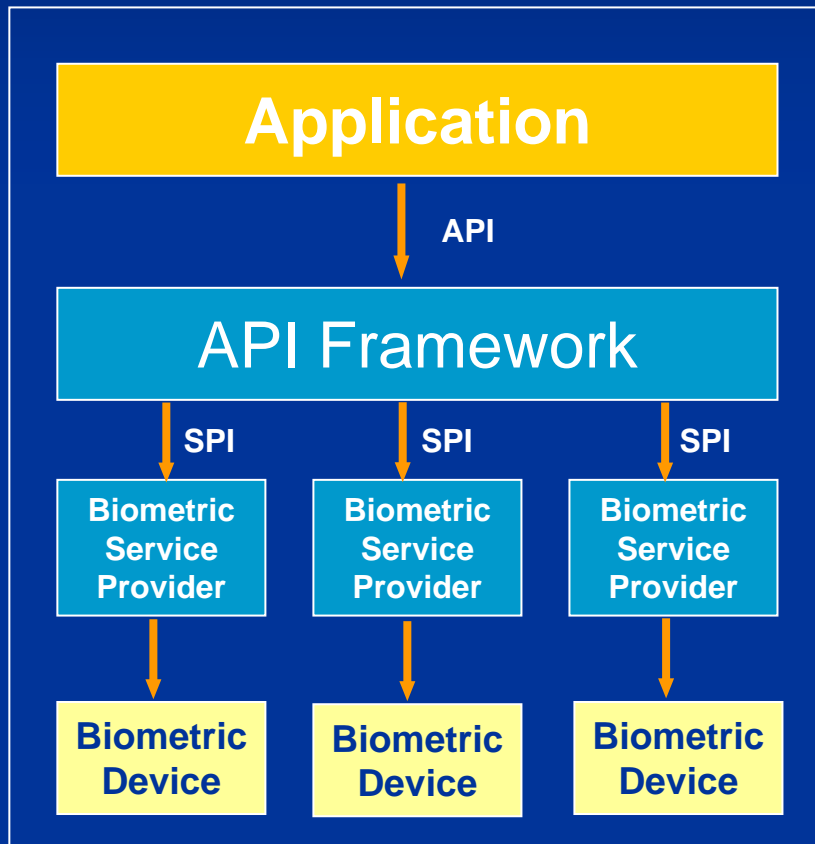 Application
API
API Framework
SPI
SPI
SPI
Biometric
Service
Provider
Biometric
Service
Provider
Biometric
Service
Provider
Biometric
Device
Biometric
Device
Biometric
Device